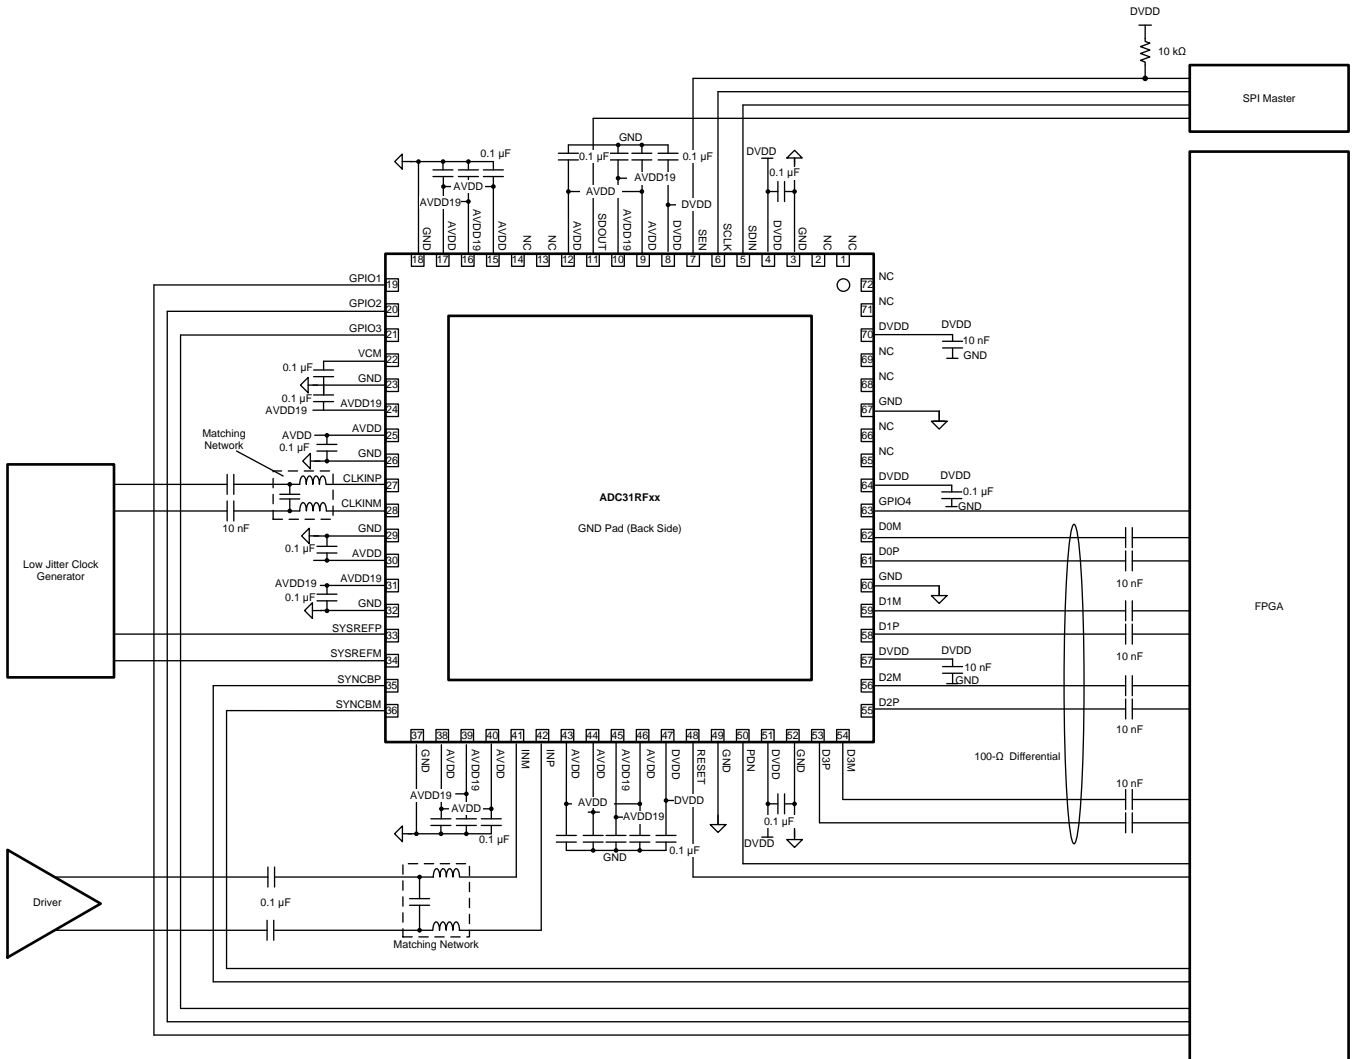 DVDD
10 kΩ
SPI Master
GND
0.1 µF
0.1 µF
0.1 µF
0.1 µF
DVDD
0.1 µF
AVDD
AVDD19
AVDD19
AVDD
DVDD
GND
AVDD
AVDD19
AVDD
NC
NC
AVDD
SDOUT
AVDD19
AVDD
DVDD
SEN
SCLK
SDIN
DVDD
GND
NC
NC
18
17
16
15
14
13
12
11
10
9
8
7
6
5
4
3
2
1
GPIO1
19
GPIO2
20
GPIO3
21
VCM
22
0.1 µF
GND
23
0.1 µF
AVDD19
AVDD19
24
AVDD
AVDD
25
0.1 µF
GND
26
Matching
Network
CLKINP
27
CLKINM
28
10 nF
GND
29
0.1 µF
AVDD
30
AVDD19
AVDD19
31
0.1 µF
GND
32
SYSREFP
33
SYSREFM
34
SYNCBP
35
SYNCBM
36
Low Jitter Clock
Generator
ADC31RFxx
GND Pad (Back Side)
72
NC
71
NC
70
DVDD
DVDD
10 nF
GND
69
NC
68
NC
67
GND
66
NC
65
NC
64
DVDD
DVDD
0.1 µF
GND
63
GPIO4
62
D0M
61
D0P
10 nF
60
GND
59
D1M
58
D1P
10 nF
57
DVDD
DVDD
10 nF
GND
56
D2M
55
D2P
10 nF
100-Ω Differential
10 nF
FPGA
37
38
39
40
41
42
43
44
45
46
47
48
49
50
51
52
53
54
GND
AVDD
AVDD19
AVDD
INM
INP
AVDD
AVDD
AVDD19
AVDD
DVDD
RESET
GND
PDN
DVDD
GND
D3P
D3M
AVDD19
AVDD
0.1 µF
AVDD
DVDD
AVDD19
GND
0.1 µF
0.1 µF
DVDD
Driver
0.1 µF
Matching Network